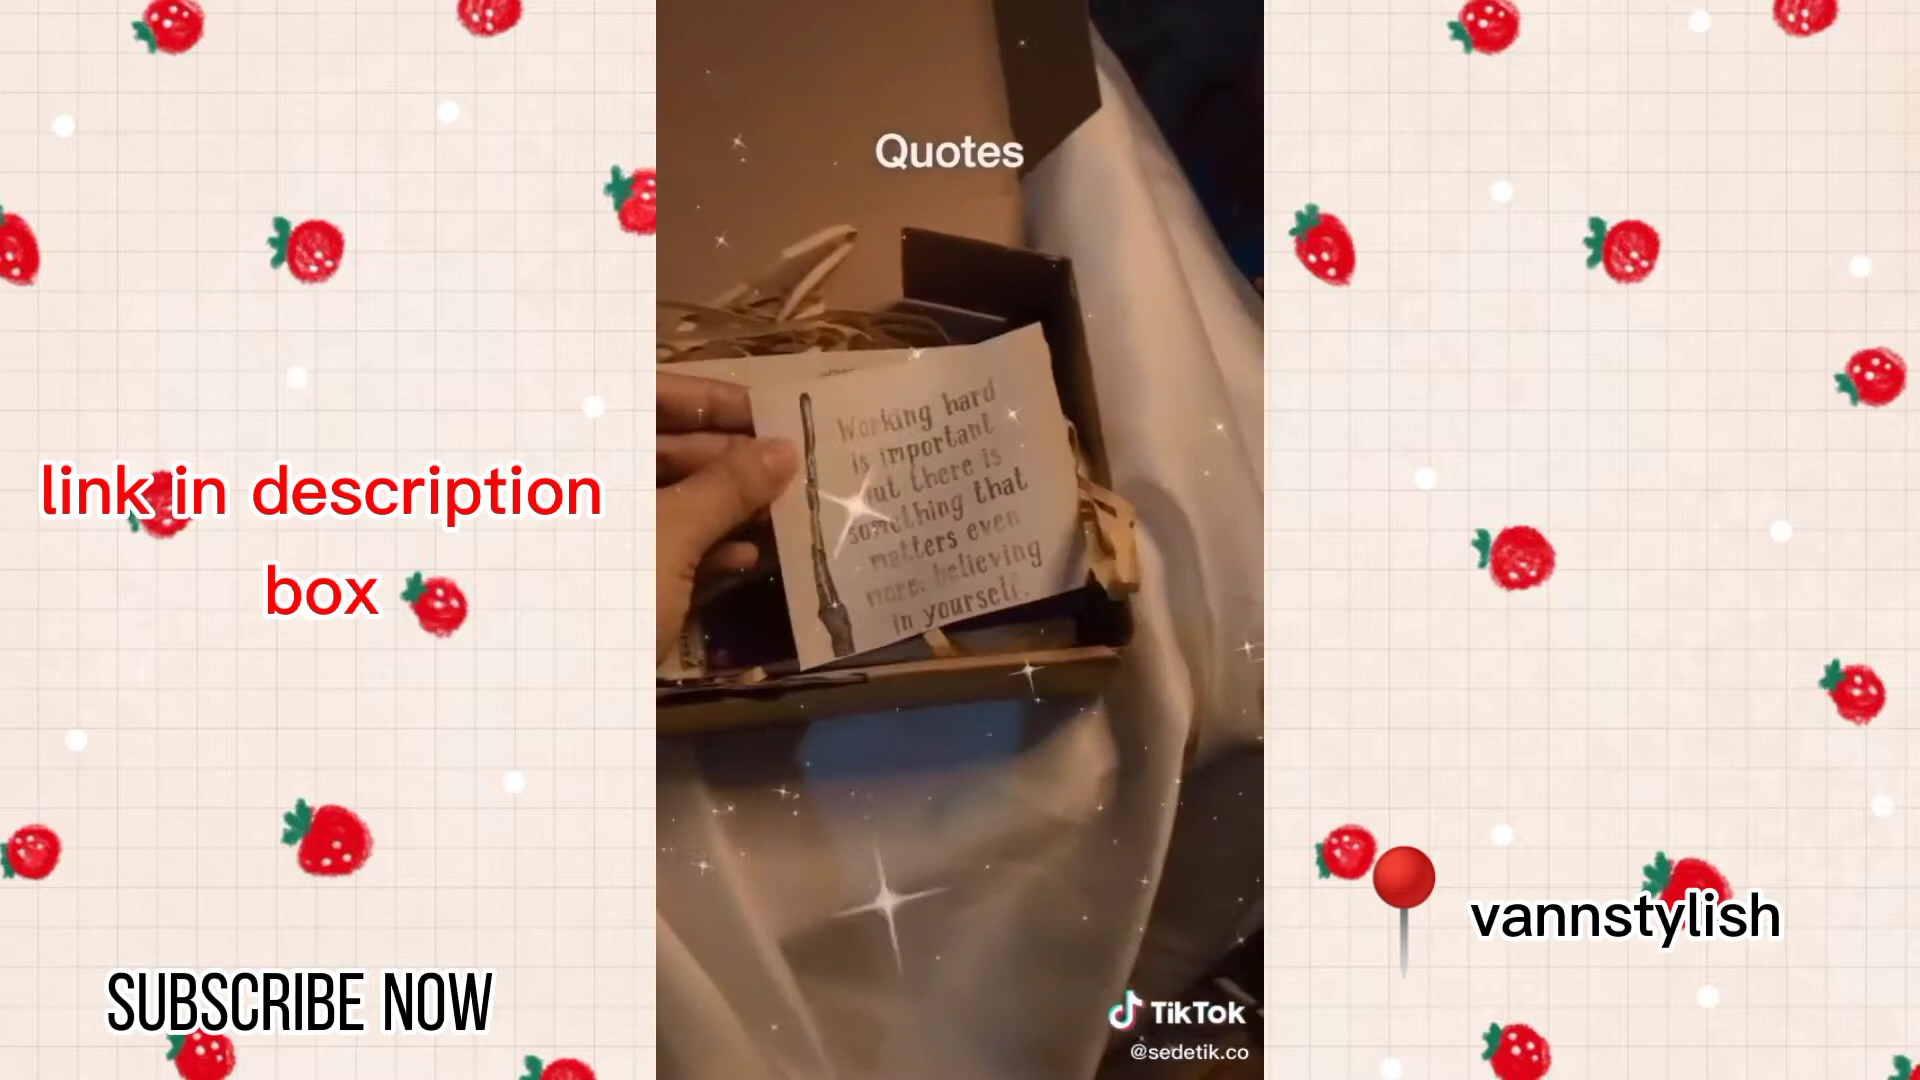 Quotes
Working hard
is important
but there is
something that
matters even
more: believing
in yourself.
link in description
box
SUBSCRIBE NOW
vannstylish
TikTok
@sedetik.co